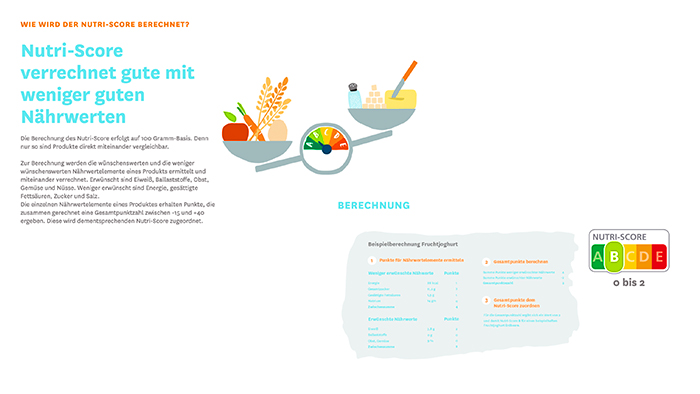 WIE WIRD DER NUTRI-SCORE BERECHNET?
Nutri-Score
verrechnet gute mit
weniger guten
Nährwerten
Die Berechnung des Nutri-Score erfolgt auf 100 Gramm-Basis. Denn
nur so sind Produkte direkt miteinander vergleichbar.
Zur Berechnung werden die wünschenswerten und die weniger
wünschenswerten Nährwertelemente eines Produkts ermittelt und
miteinander verrechnet. Erwünscht sind Eiweiß, Ballaststoffe, Obst,
Gemüse und Nüsse. Weniger erwünscht sind Energie, gesättigte
Fettsäuren, Zucker und Salz.
Die einzelnen Nährwertelemente eines Produktes erhalten Punkte, die
zusammen gerechnet eine Gesamtpunktzahl zwischen -15 und +40
ergeben. Diese wird dementsprechenden Nutri-Score zugeordnet.
A B C D E
BERECHNUNG
Beispielberechnung Fruchtjoghurt
1 Punkte für Nährwertelemente ermitteln
Weniger erwünschte Nährwerte Punkte
Erwünschte Nährwerte Punkte
2 Gesamtpunkte berechnen
3 Gesamtpunkte dem
Nutri-Score zuordnen
NUTRI-SCORE
A B C D E
0 bis 2